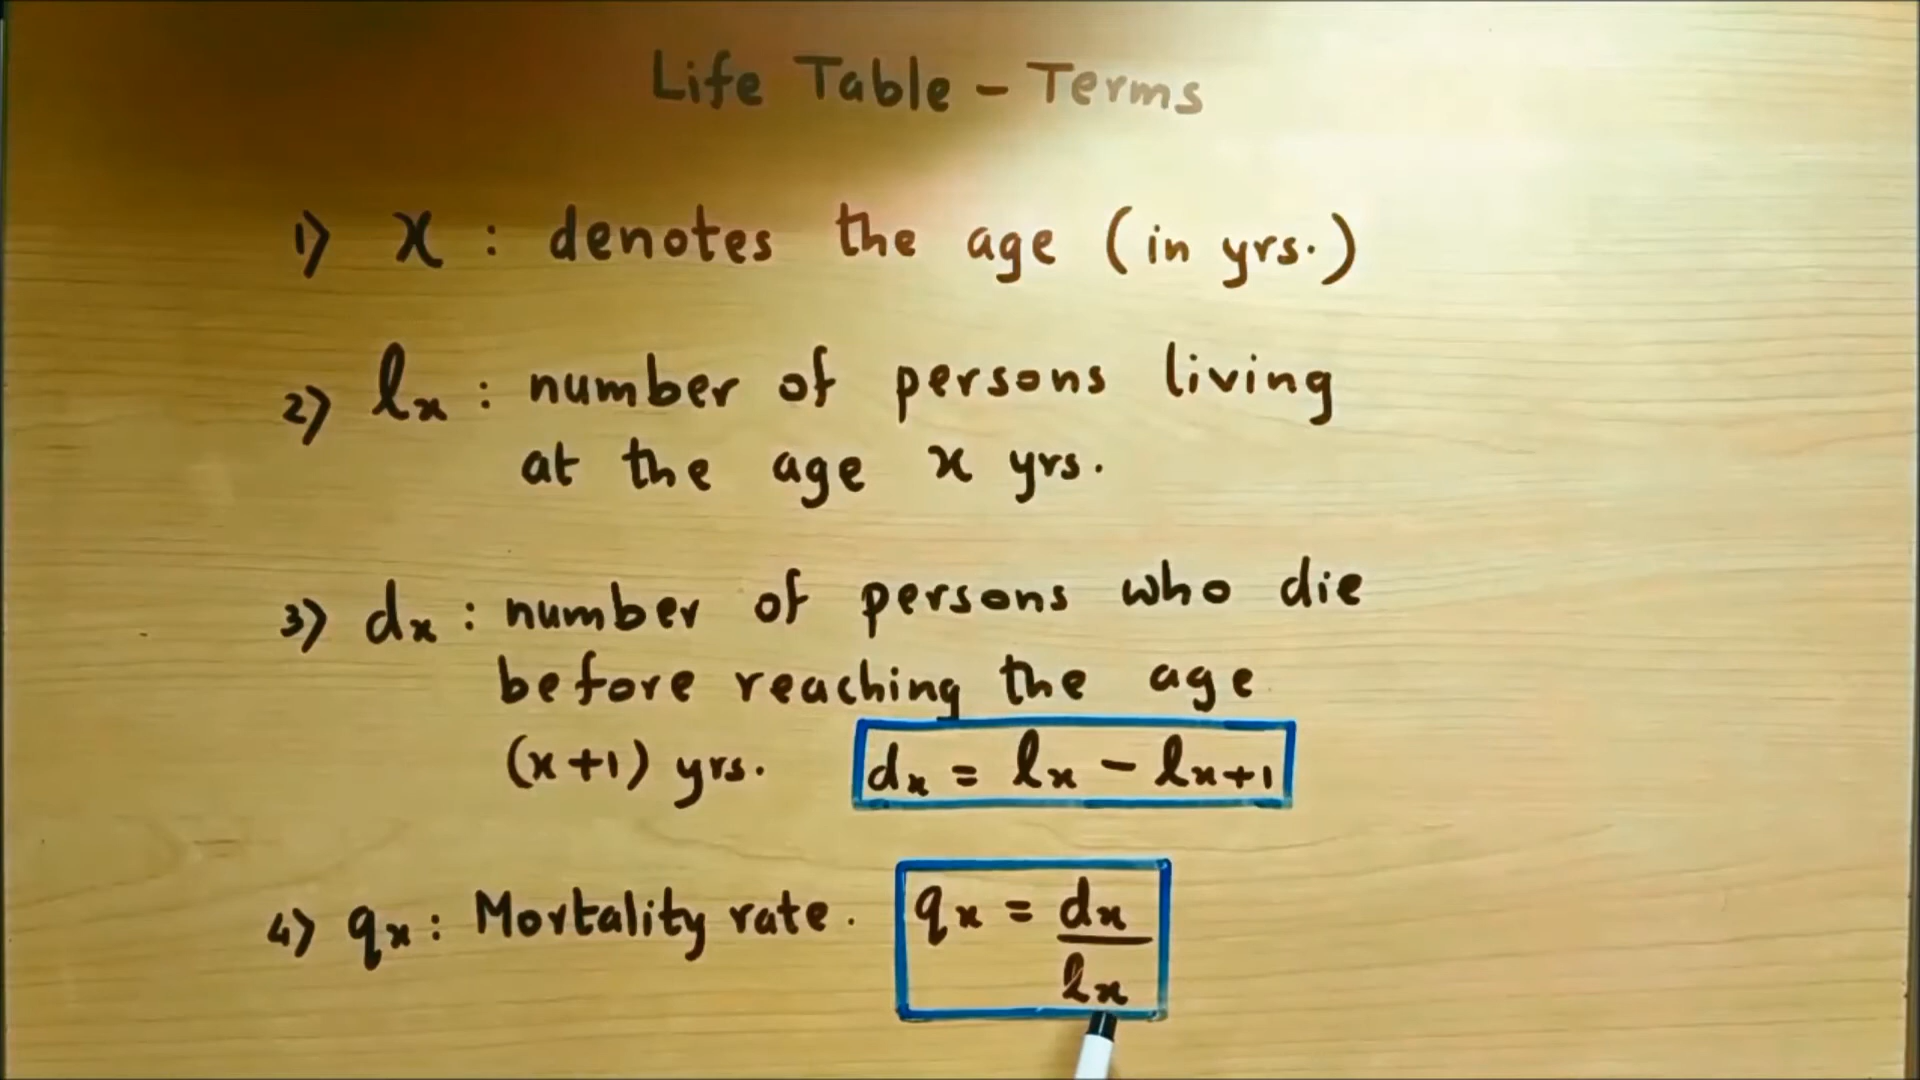 Life Table - Terms
1) x : denotes the age (in yrs.)
2) lx : number of persons living
at the age x yrs.
3) dx : number of persons who die
before reaching the age
(x+1) yrs. dx = lx - lx+1
4) qx : Mortality rate. qx = dx
lx